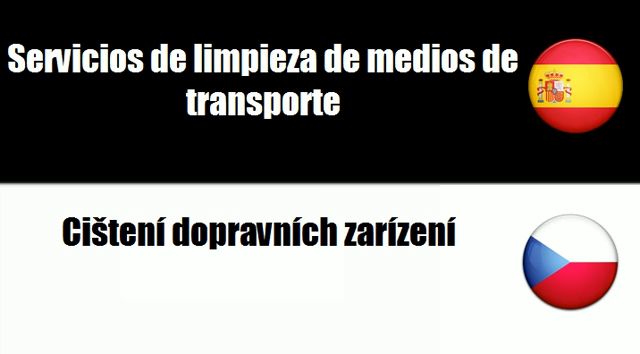 Servicios de limpieza de medios de
transporte
Cištení dopravních zarízení